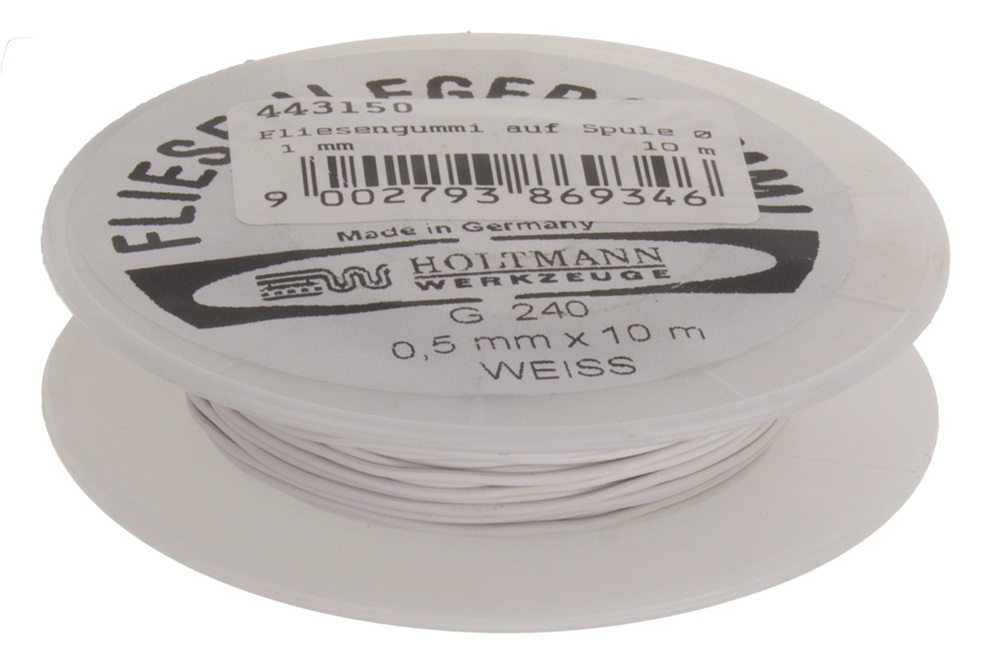 443150
Fliesengummi auf Spule Ø
1 mm 10 m
9 002793 869346
Made in Germany
HOLTMANN
WERKZEUGE
G 240
0,5 mm x 10 m
WEISS